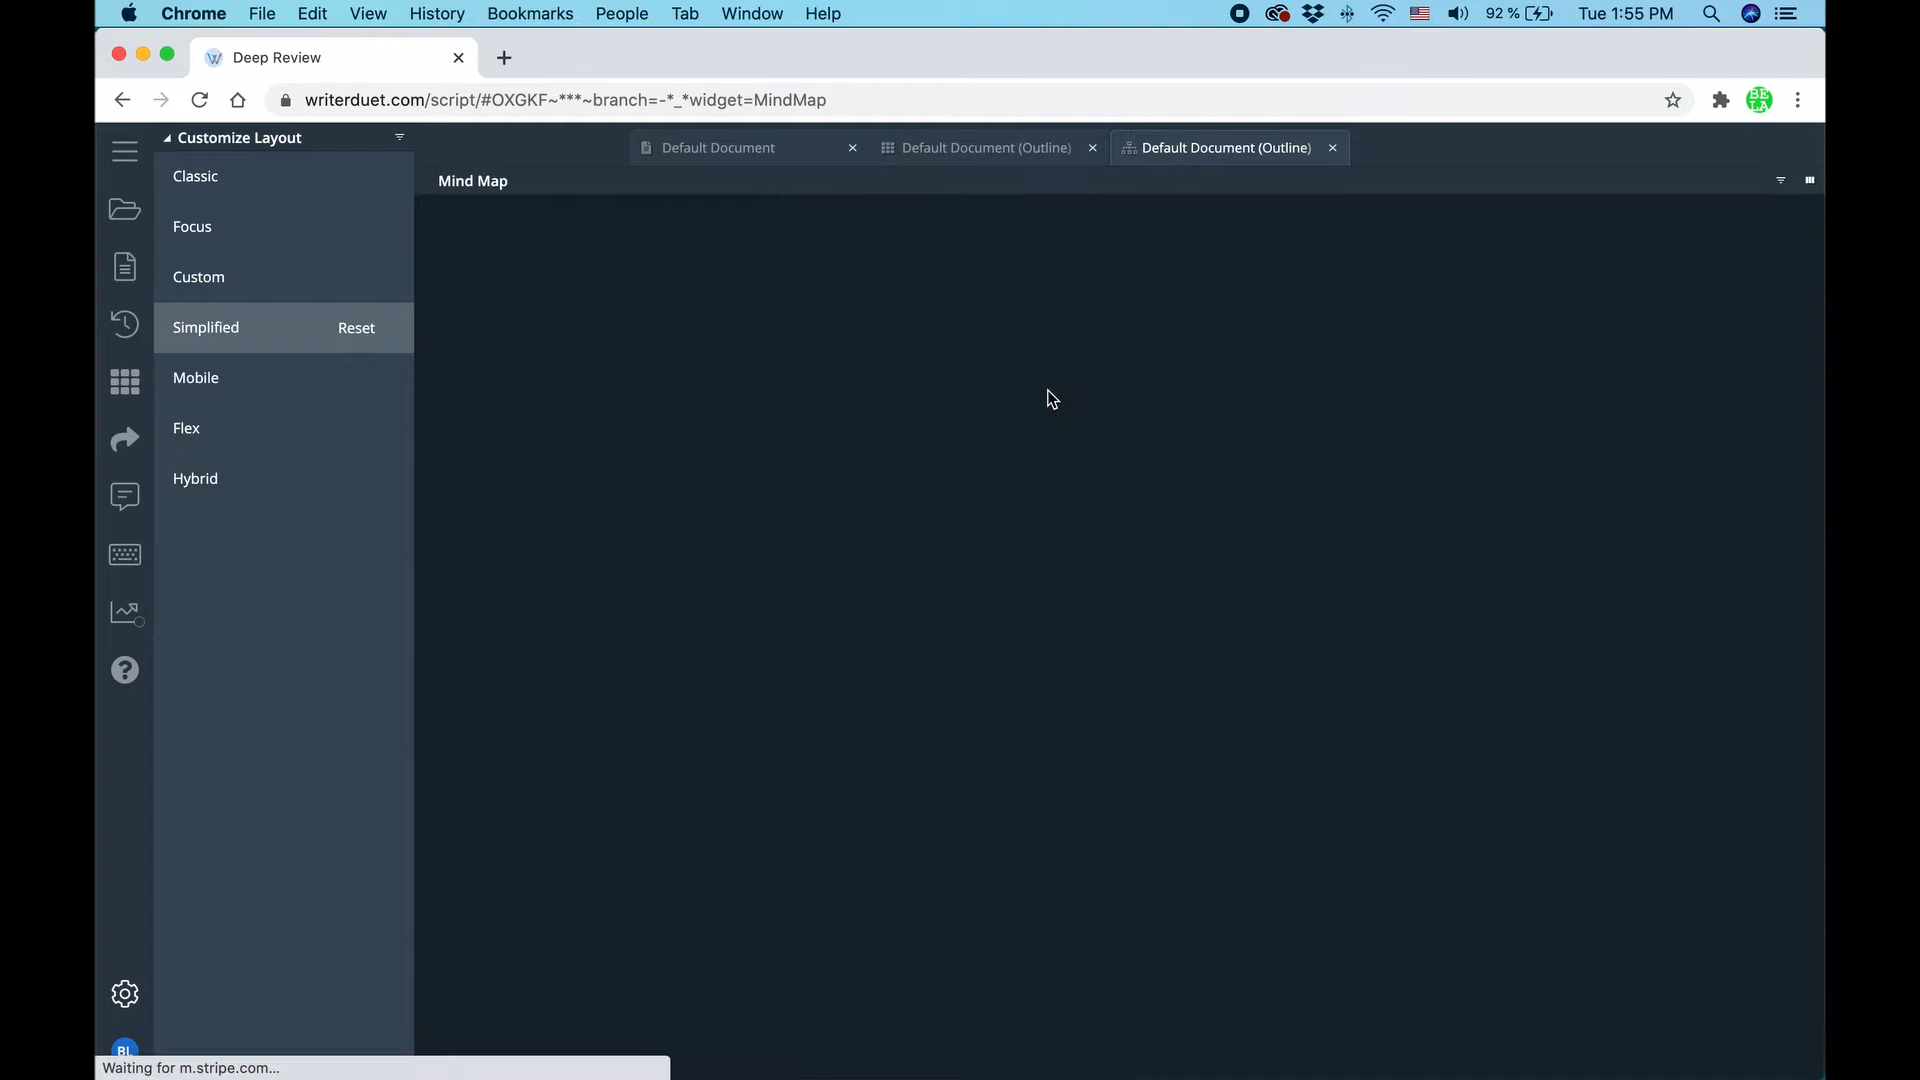 Chrome File Edit View History Bookmarks People Tab Window Help 92 % Tue 1:55 PM
Deep Review
writerduet.com/script/#OXGKF~***~branch=-*_*widget=MindMap
BE
LA
Customize Layout
Default Document
Default Document (Outline)
Default Document (Outline)
Mind Map
Classic
Focus
Custom
Simplified Reset
Mobile
Flex
Hybrid
BL
Waiting for m.stripe.com...